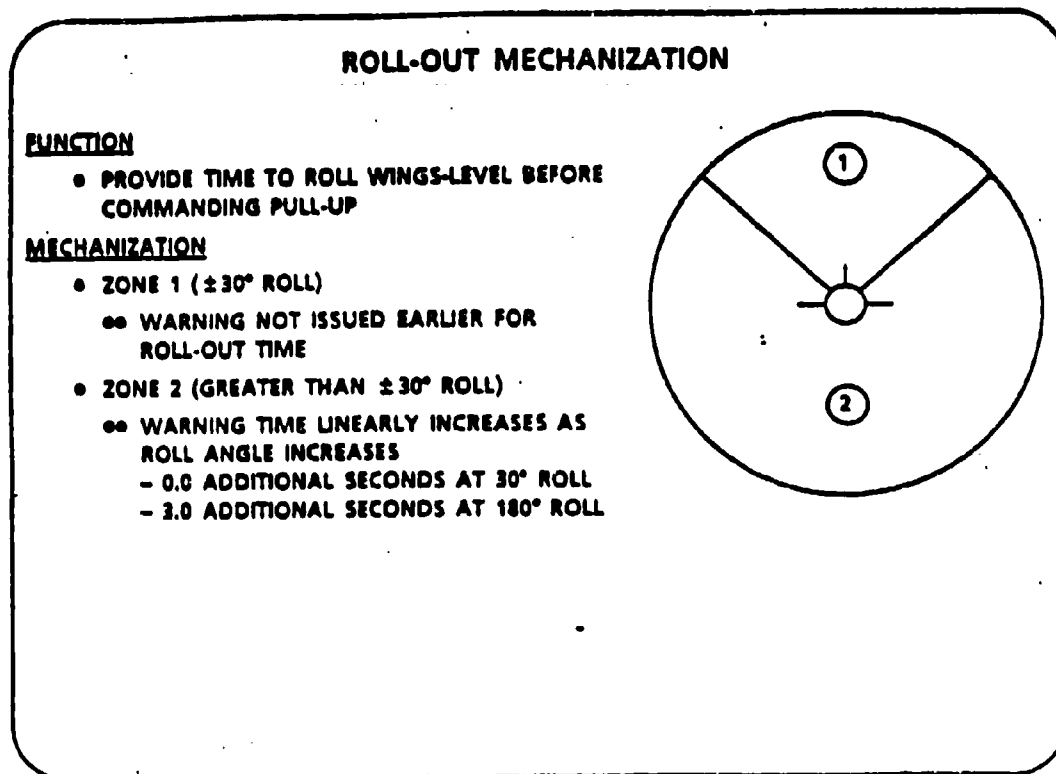 ROLL-OUT MECHANIZATION
FUNCTION
• PROVIDE TIME TO ROLL WINGS-LEVEL BEFORE
COMMANDING PULL-UP
MECHANIZATION
• ZONE 1 (±30° ROLL)
•• WARNING NOT ISSUED EARLIER FOR
ROLL-OUT TIME
• ZONE 2 (GREATER THAN ±30° ROLL)
•• WARNING TIME LINEARLY INCREASES AS
ROLL ANGLE INCREASES
– 0.0 ADDITIONAL SECONDS AT 30° ROLL
– 3.0 ADDITIONAL SECONDS AT 180° ROLL
1
2